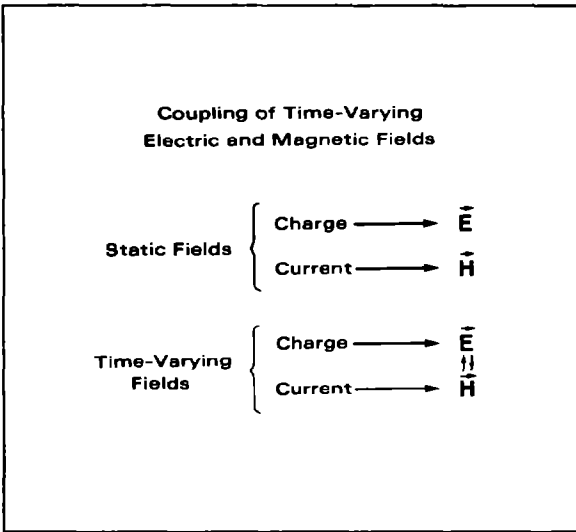 Coupling of Time-Varying
Electric and Magnetic Fields
Static Fields
Charge → E⃗
Current → H⃗
Time-Varying
Fields
Charge → E⃗
↑↓
Current → H⃗